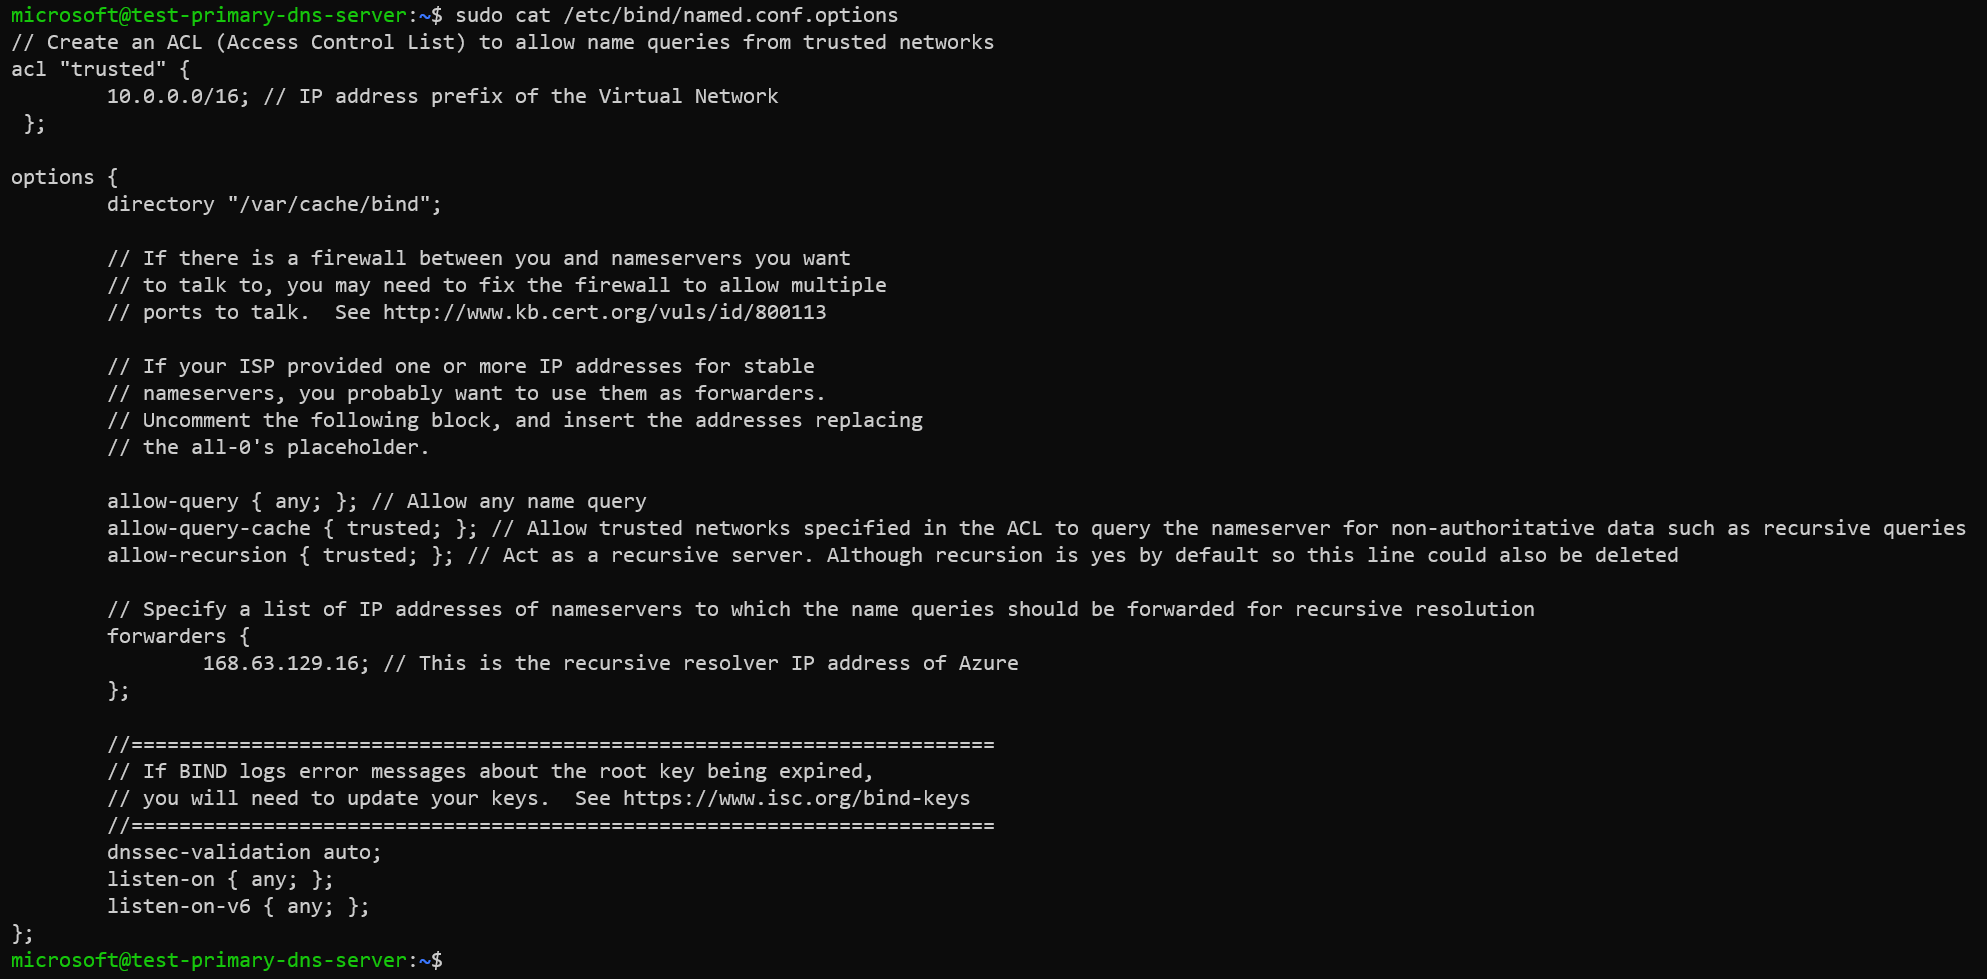 microsoft@test-primary-dns-server:~$ sudo cat /etc/bind/named.conf.options
// Create an ACL (Access Control List) to allow name queries from trusted networks
acl "trusted" {
        10.0.0.0/16; // IP address prefix of the Virtual Network
 };

options {
        directory "/var/cache/bind";

        // If there is a firewall between you and nameservers you want
        // to talk to, you may need to fix the firewall to allow multiple
        // ports to talk.  See http://www.kb.cert.org/vuls/id/800113

        // If your ISP provided one or more IP addresses for stable
        // nameservers, you probably want to use them as forwarders.
        // Uncomment the following block, and insert the addresses replacing
        // the all-0's placeholder.

        allow-query { any; }; // Allow any name query
        allow-query-cache { trusted; }; // Allow trusted networks specified in the ACL to query the nameserver for non-authoritative data such as recursive queries
        allow-recursion { trusted; }; // Act as a recursive server. Although recursion is yes by default so this line could also be deleted

        // Specify a list of IP addresses of nameservers to which the name queries should be forwarded for recursive resolution
        forwarders {
                168.63.129.16; // This is the recursive resolver IP address of Azure
        };

        //========================================================================
        // If BIND logs error messages about the root key being expired,
        // you will need to update your keys.  See https://www.isc.org/bind-keys
        //========================================================================
        dnssec-validation auto;
        listen-on { any; };
        listen-on-v6 { any; };
};
microsoft@test-primary-dns-server:~$